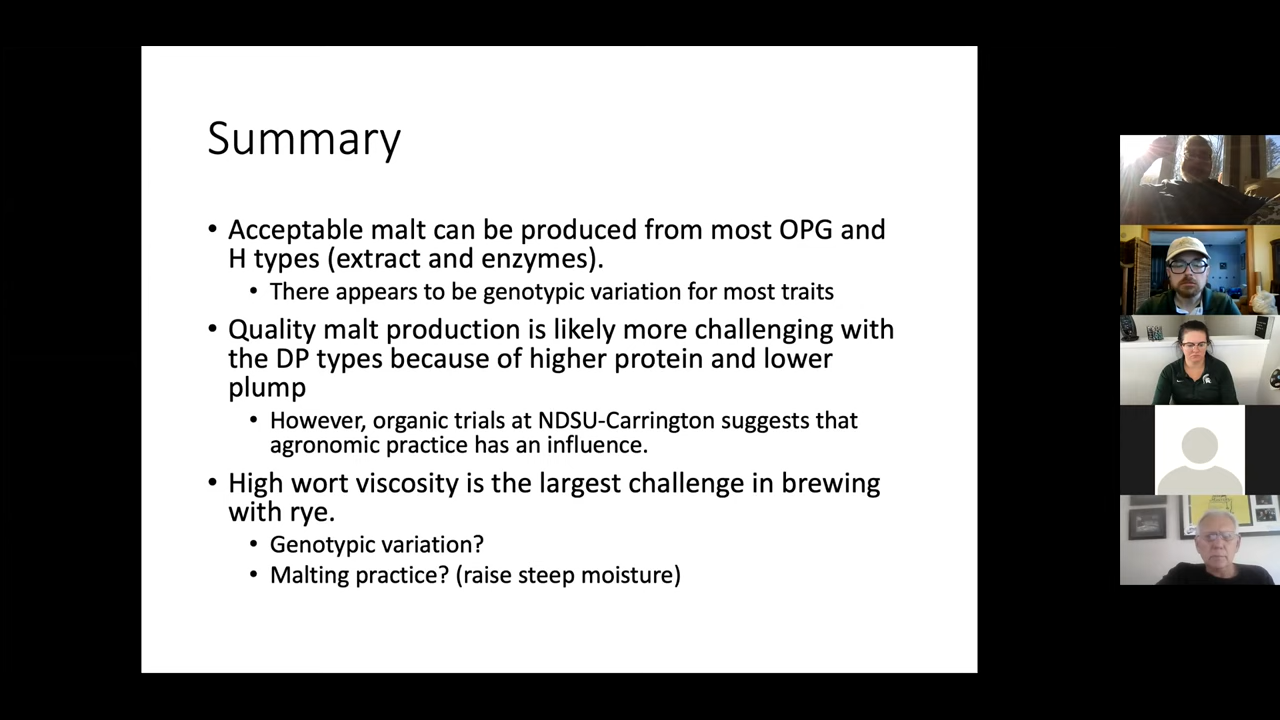 Summary
• Acceptable malt can be produced from most OPG and
H types (extract and enzymes).
• There appears to be genotypic variation for most traits
• Quality malt production is likely more challenging with
the DP types because of higher protein and lower
plump
• However, organic trials at NDSU-Carrington suggests that
agronomic practice has an influence.
• High wort viscosity is the largest challenge in brewing
with rye.
• Genotypic variation?
• Malting practice? (raise steep moisture)